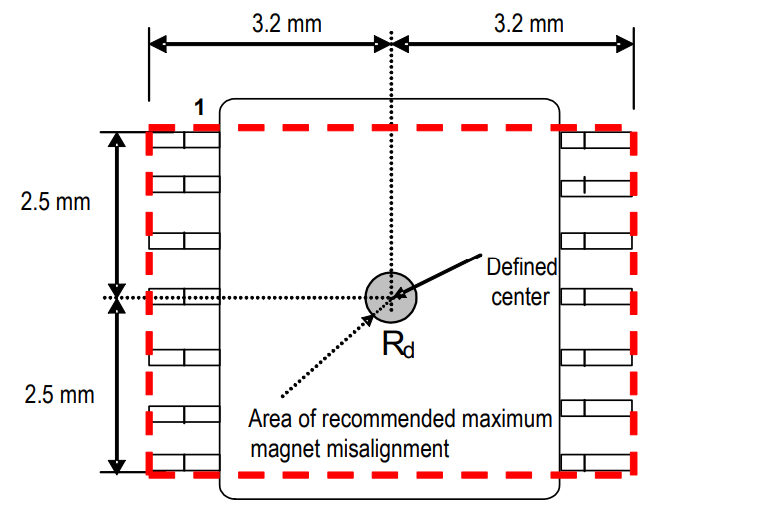 3.2 mm
3.2 mm
1
2.5 mm
Defined
center
Rd
2.5 mm
Area of recommended maximum
magnet misalignment